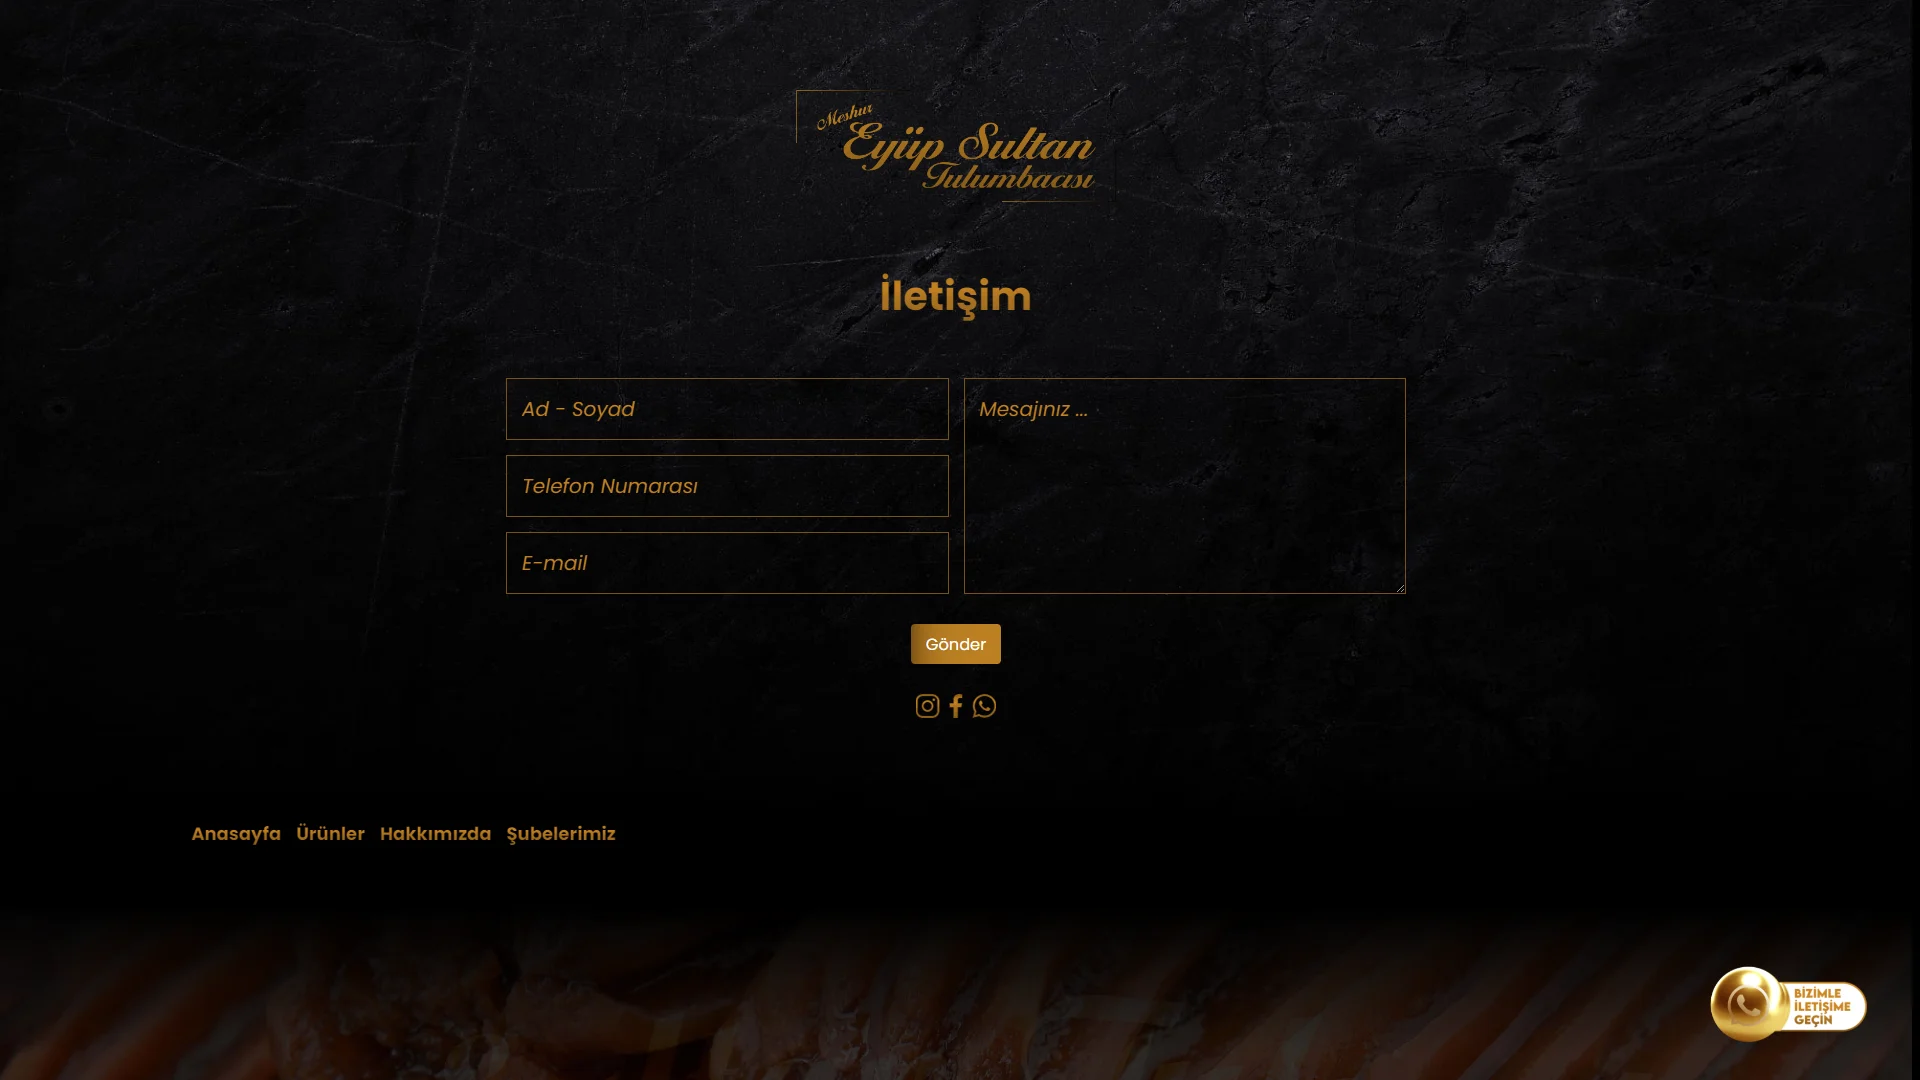 Meshur
Eyüp Sultan
Tulumbacısı
İletişim
Ad - Soyad
Mesajınız ...
Telefon Numarası
E-mail
Gönder
Anasayfa Ürünler Hakkımızda Şubelerimiz
BİZİMLE
İLETİŞİME
GEÇİN